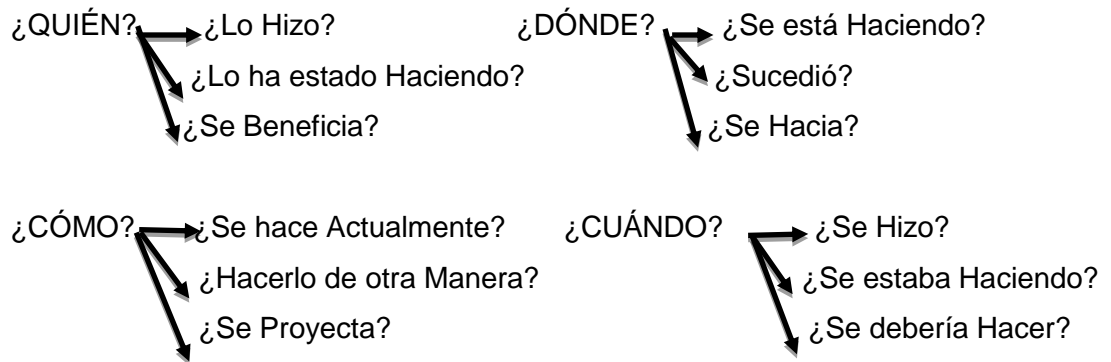 ¿QUIÉN? ¿Lo Hizo? ¿DÓNDE? ¿Se está Haciendo?
¿Lo ha estado Haciendo? ¿Sucedió?
¿Se Beneficia? ¿Se Hacia?
¿CÓMO? ¿Se hace Actualmente? ¿CUÁNDO? ¿Se Hizo?
¿Hacerlo de otra Manera? ¿Se estaba Haciendo?
¿Se Proyecta? ¿Se debería Hacer?